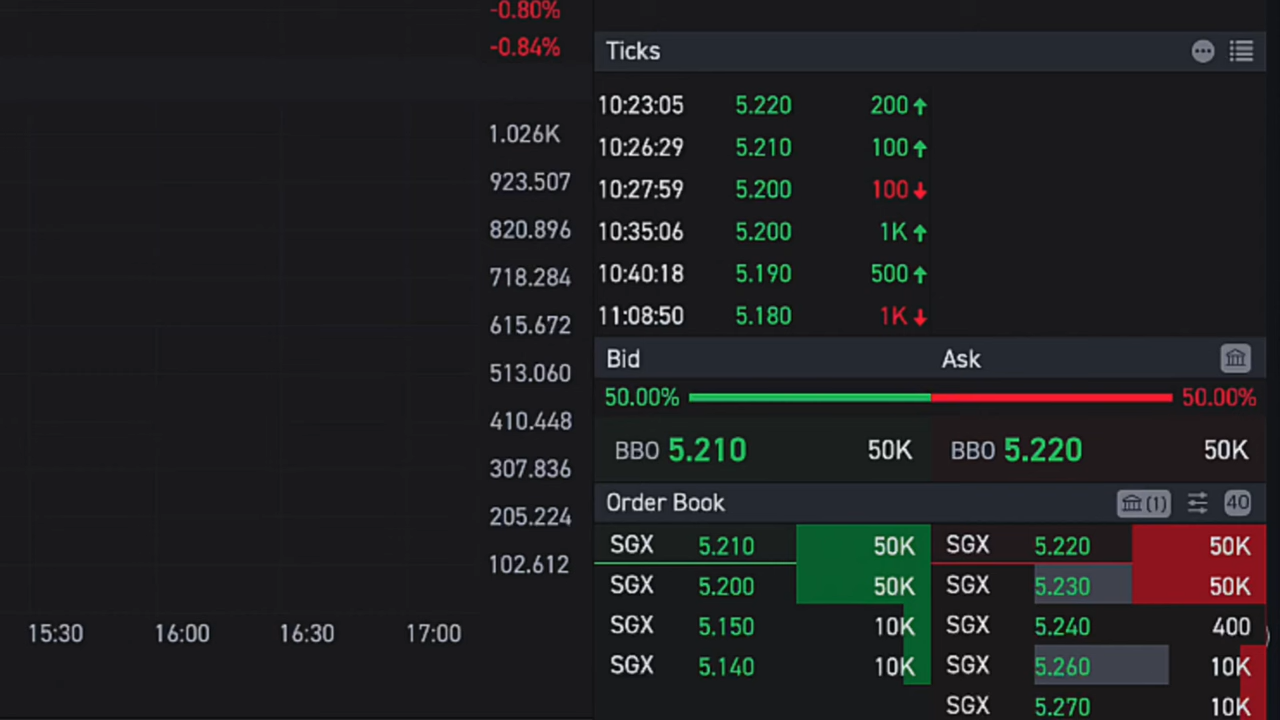 -0.80%
-0.84%
1.026K
923.507
820.896
718.284
615.672
513.060
410.448
307.836
205.224
102.612
15:30 16:00 16:30 17:00
Ticks
10:23:05 5.220 200↑
10:26:29 5.210 100↑
10:27:59 5.200 100↓
10:35:06 5.200 1K↑
10:40:18 5.190 500↑
11:08:50 5.180 1K↓
Bid Ask
50.00% 50.00%
BBO 5.210 50K BBO 5.220 50K
Order Book (1) 40
SGX 5.210 50K SGX 5.220 50K
SGX 5.200 50K SGX 5.230 50K
SGX 5.150 10K SGX 5.240 400
SGX 5.140 10K SGX 5.260 10K
SGX 5.270 10K